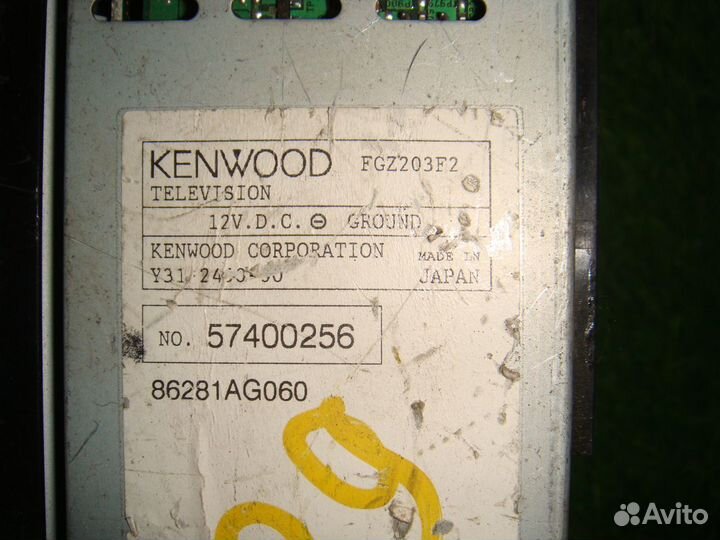 KENWOOD FGZ203F2
TELEVISION
12V.D.C. ⊖ GROUND
KENWOOD CORPORATION MADE IN
JAPAN
NO. 57400256
86281AG060
Avito